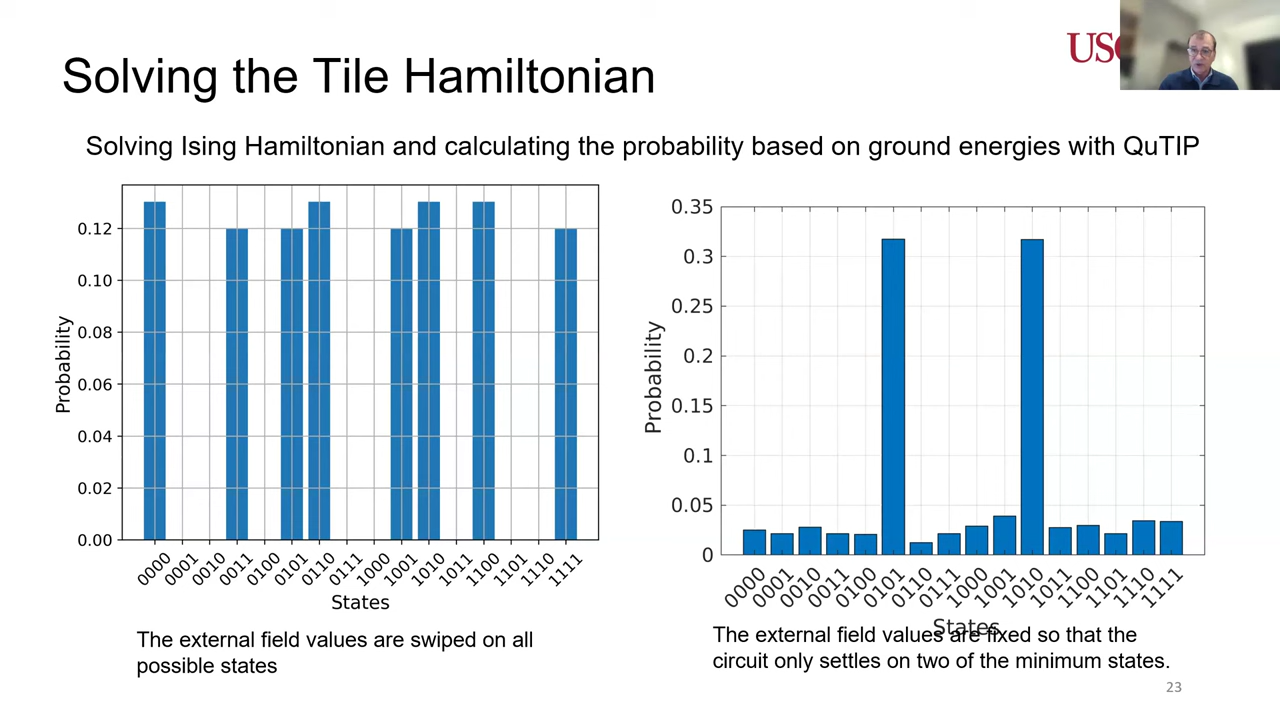 USC
Solving the Tile Hamiltonian
Solving Ising Hamiltonian and calculating the probability based on ground energies with QuTIP
Probability
0.12
0.10
0.08
0.06
0.04
0.02
0.00
0000 0001 0010 0011 0100 0101 0110 0111 1000 1001 1010 1011 1100 1101 1110 1111
States
The external field values are swiped on all
possible states
Probability
0.35
0.3
0.25
0.2
0.15
0.1
0.05
0
0000 0001 0010 0011 0100 0101 0110 0111 1000 1001 1010 1011 1100 1101 1110 1111
States
The external field values are fixed so that the
circuit only settles on two of the minimum states.
23